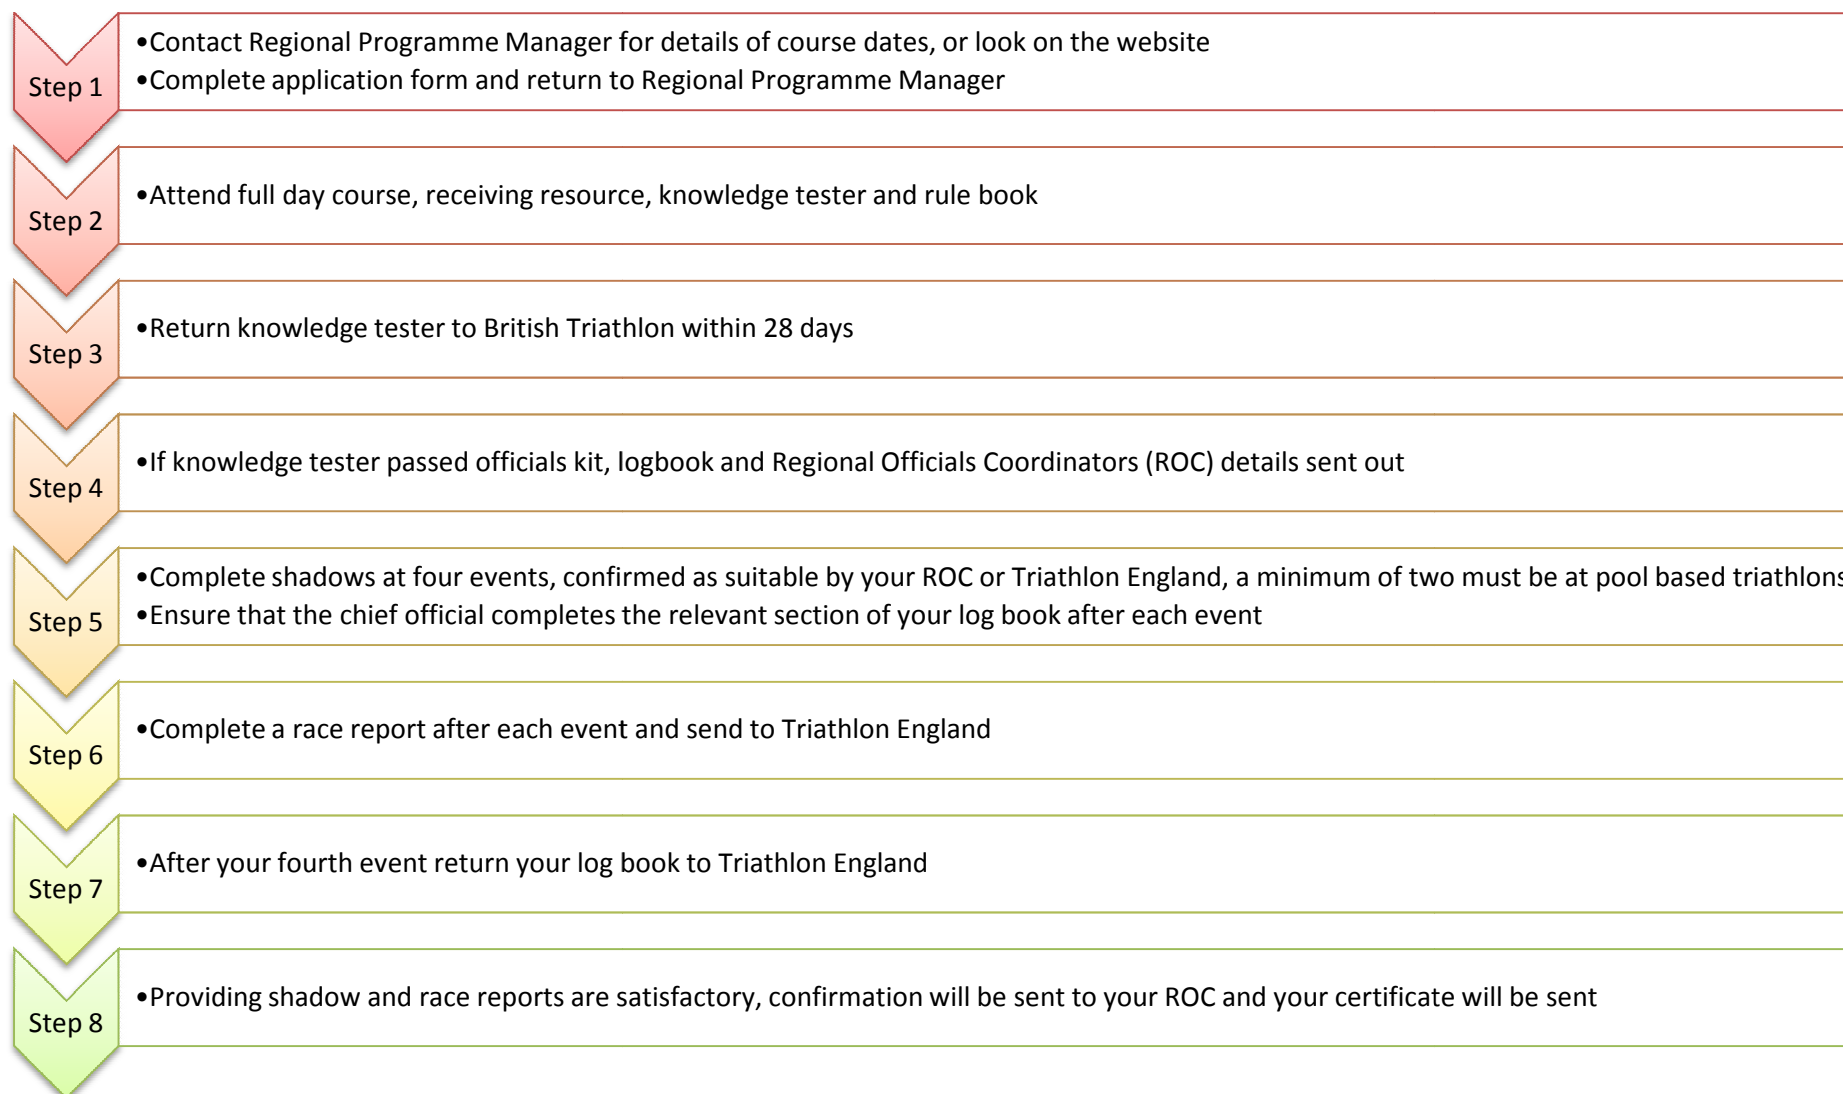 Step 1
•Contact Regional Programme Manager for details of course dates, or look on the website
•Complete application form and return to Regional Programme Manager
Step 2
•Attend full day course, receiving resource, knowledge tester and rule book
Step 3
•Return knowledge tester to British Triathlon within 28 days
Step 4
•If knowledge tester passed officials kit, logbook and Regional Officials Coordinators (ROC) details sent out
Step 5
•Complete shadows at four events, confirmed as suitable by your ROC or Triathlon England, a minimum of two must be at pool based triathlons
•Ensure that the chief official completes the relevant section of your log book after each event
Step 6
•Complete a race report after each event and send to Triathlon England
Step 7
•After your fourth event return your log book to Triathlon England
Step 8
•Providing shadow and race reports are satisfactory, confirmation will be sent to your ROC and your certificate will be sent